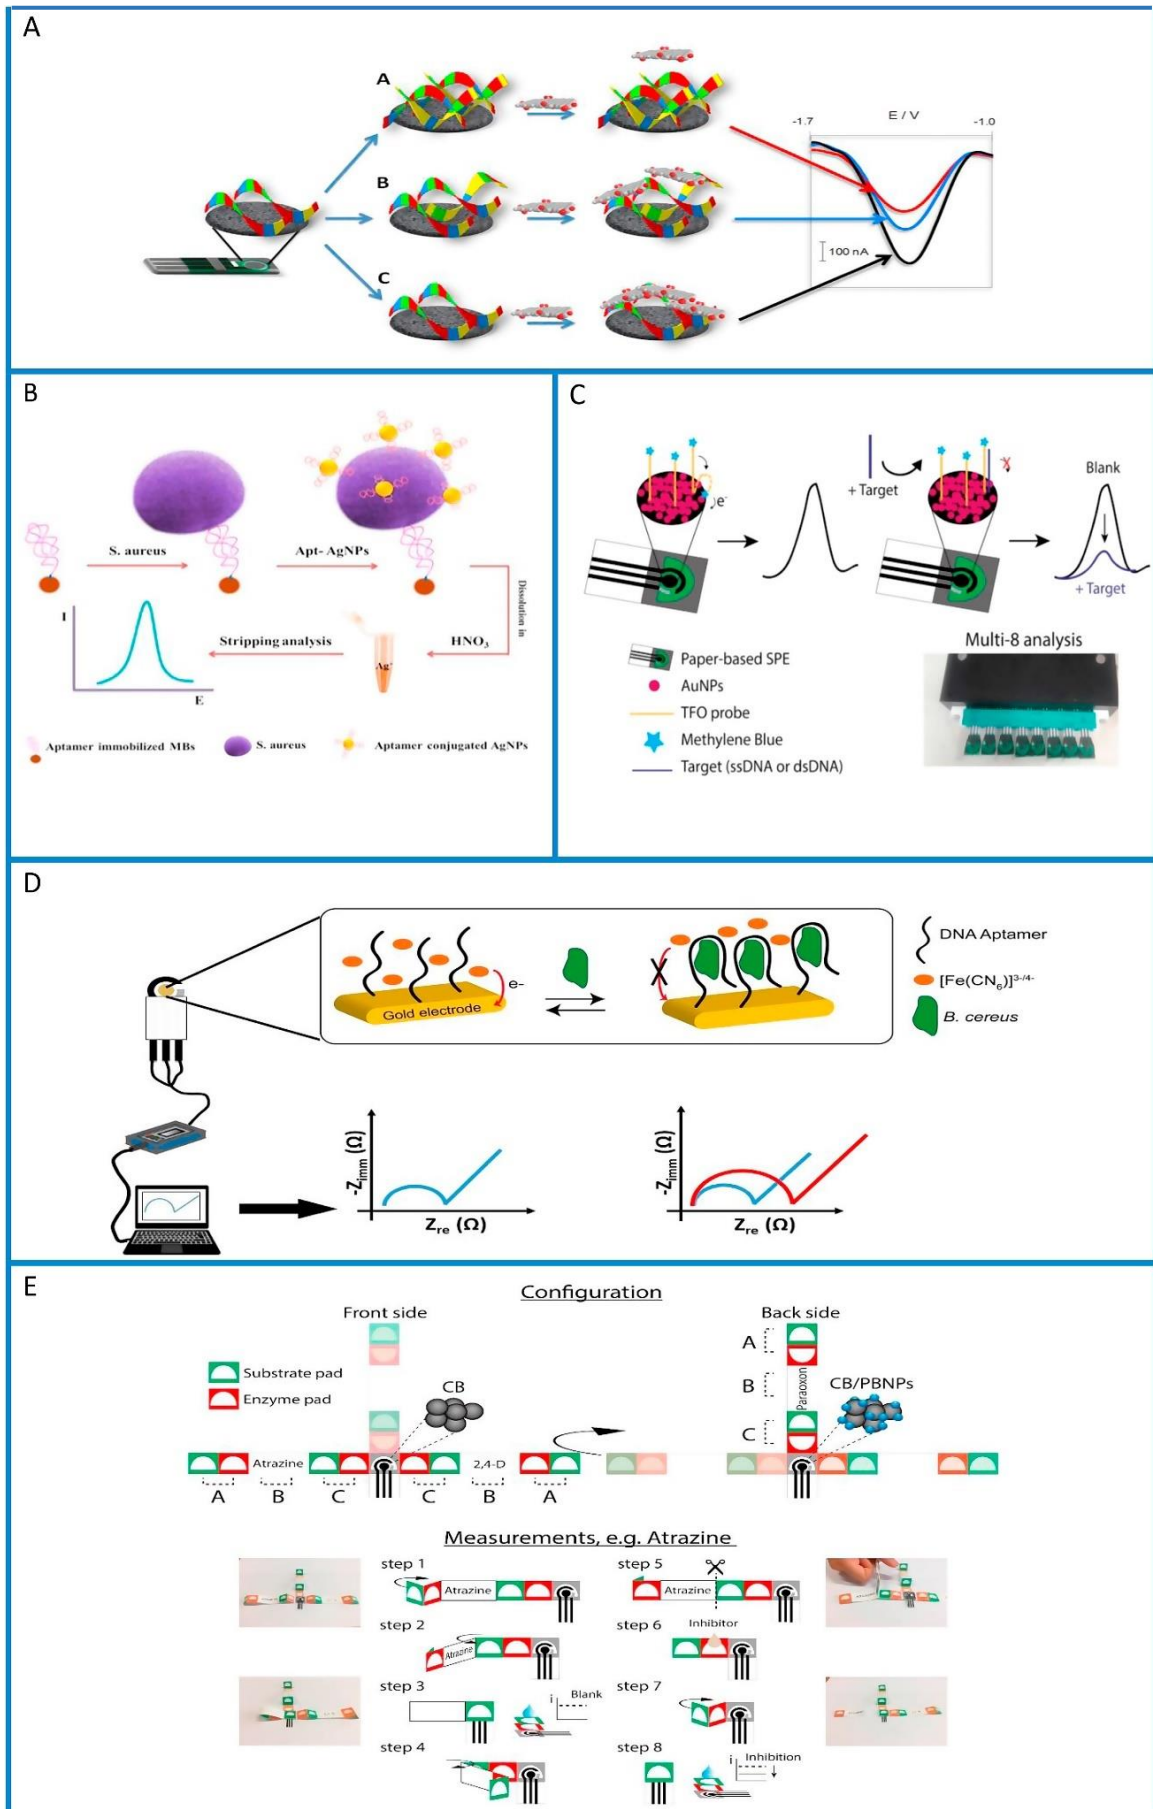 A
A
B
C
E / V
-1.7
-1.0
100 nA
B
S. aureus
Apt- AgNPs
Dissolution in
HNO3
Ag+
Stripping analysis
I
E
Aptamer immobilized MBs
S. aureus
Aptamer conjugated AgNPs
C
e-
+ Target
Blank
+ Target
Paper-based SPE
AuNPs
TFO probe
Methylene Blue
Target (ssDNA or dsDNA)
Multi-8 analysis
D
Gold electrode
e-
DNA Aptamer
[Fe(CN6)]3-/4-
B. cereus
-Zimm (Ω)
Zre (Ω)
-Zimm (Ω)
Zre (Ω)
E
Configuration
Front side
Back side
Substrate pad
Enzyme pad
CB
A
B
C
Paraoxon
CB/PBNPs
Atrazine
2,4-D
A
B
C
C
B
A
Measurements, e.g. Atrazine
step 1
Atrazine
step 2
Atrazine
step 3
i
Blank
step 4
step 5
Atrazine
step 6
Inhibitor
step 7
step 8
i
Inhibition